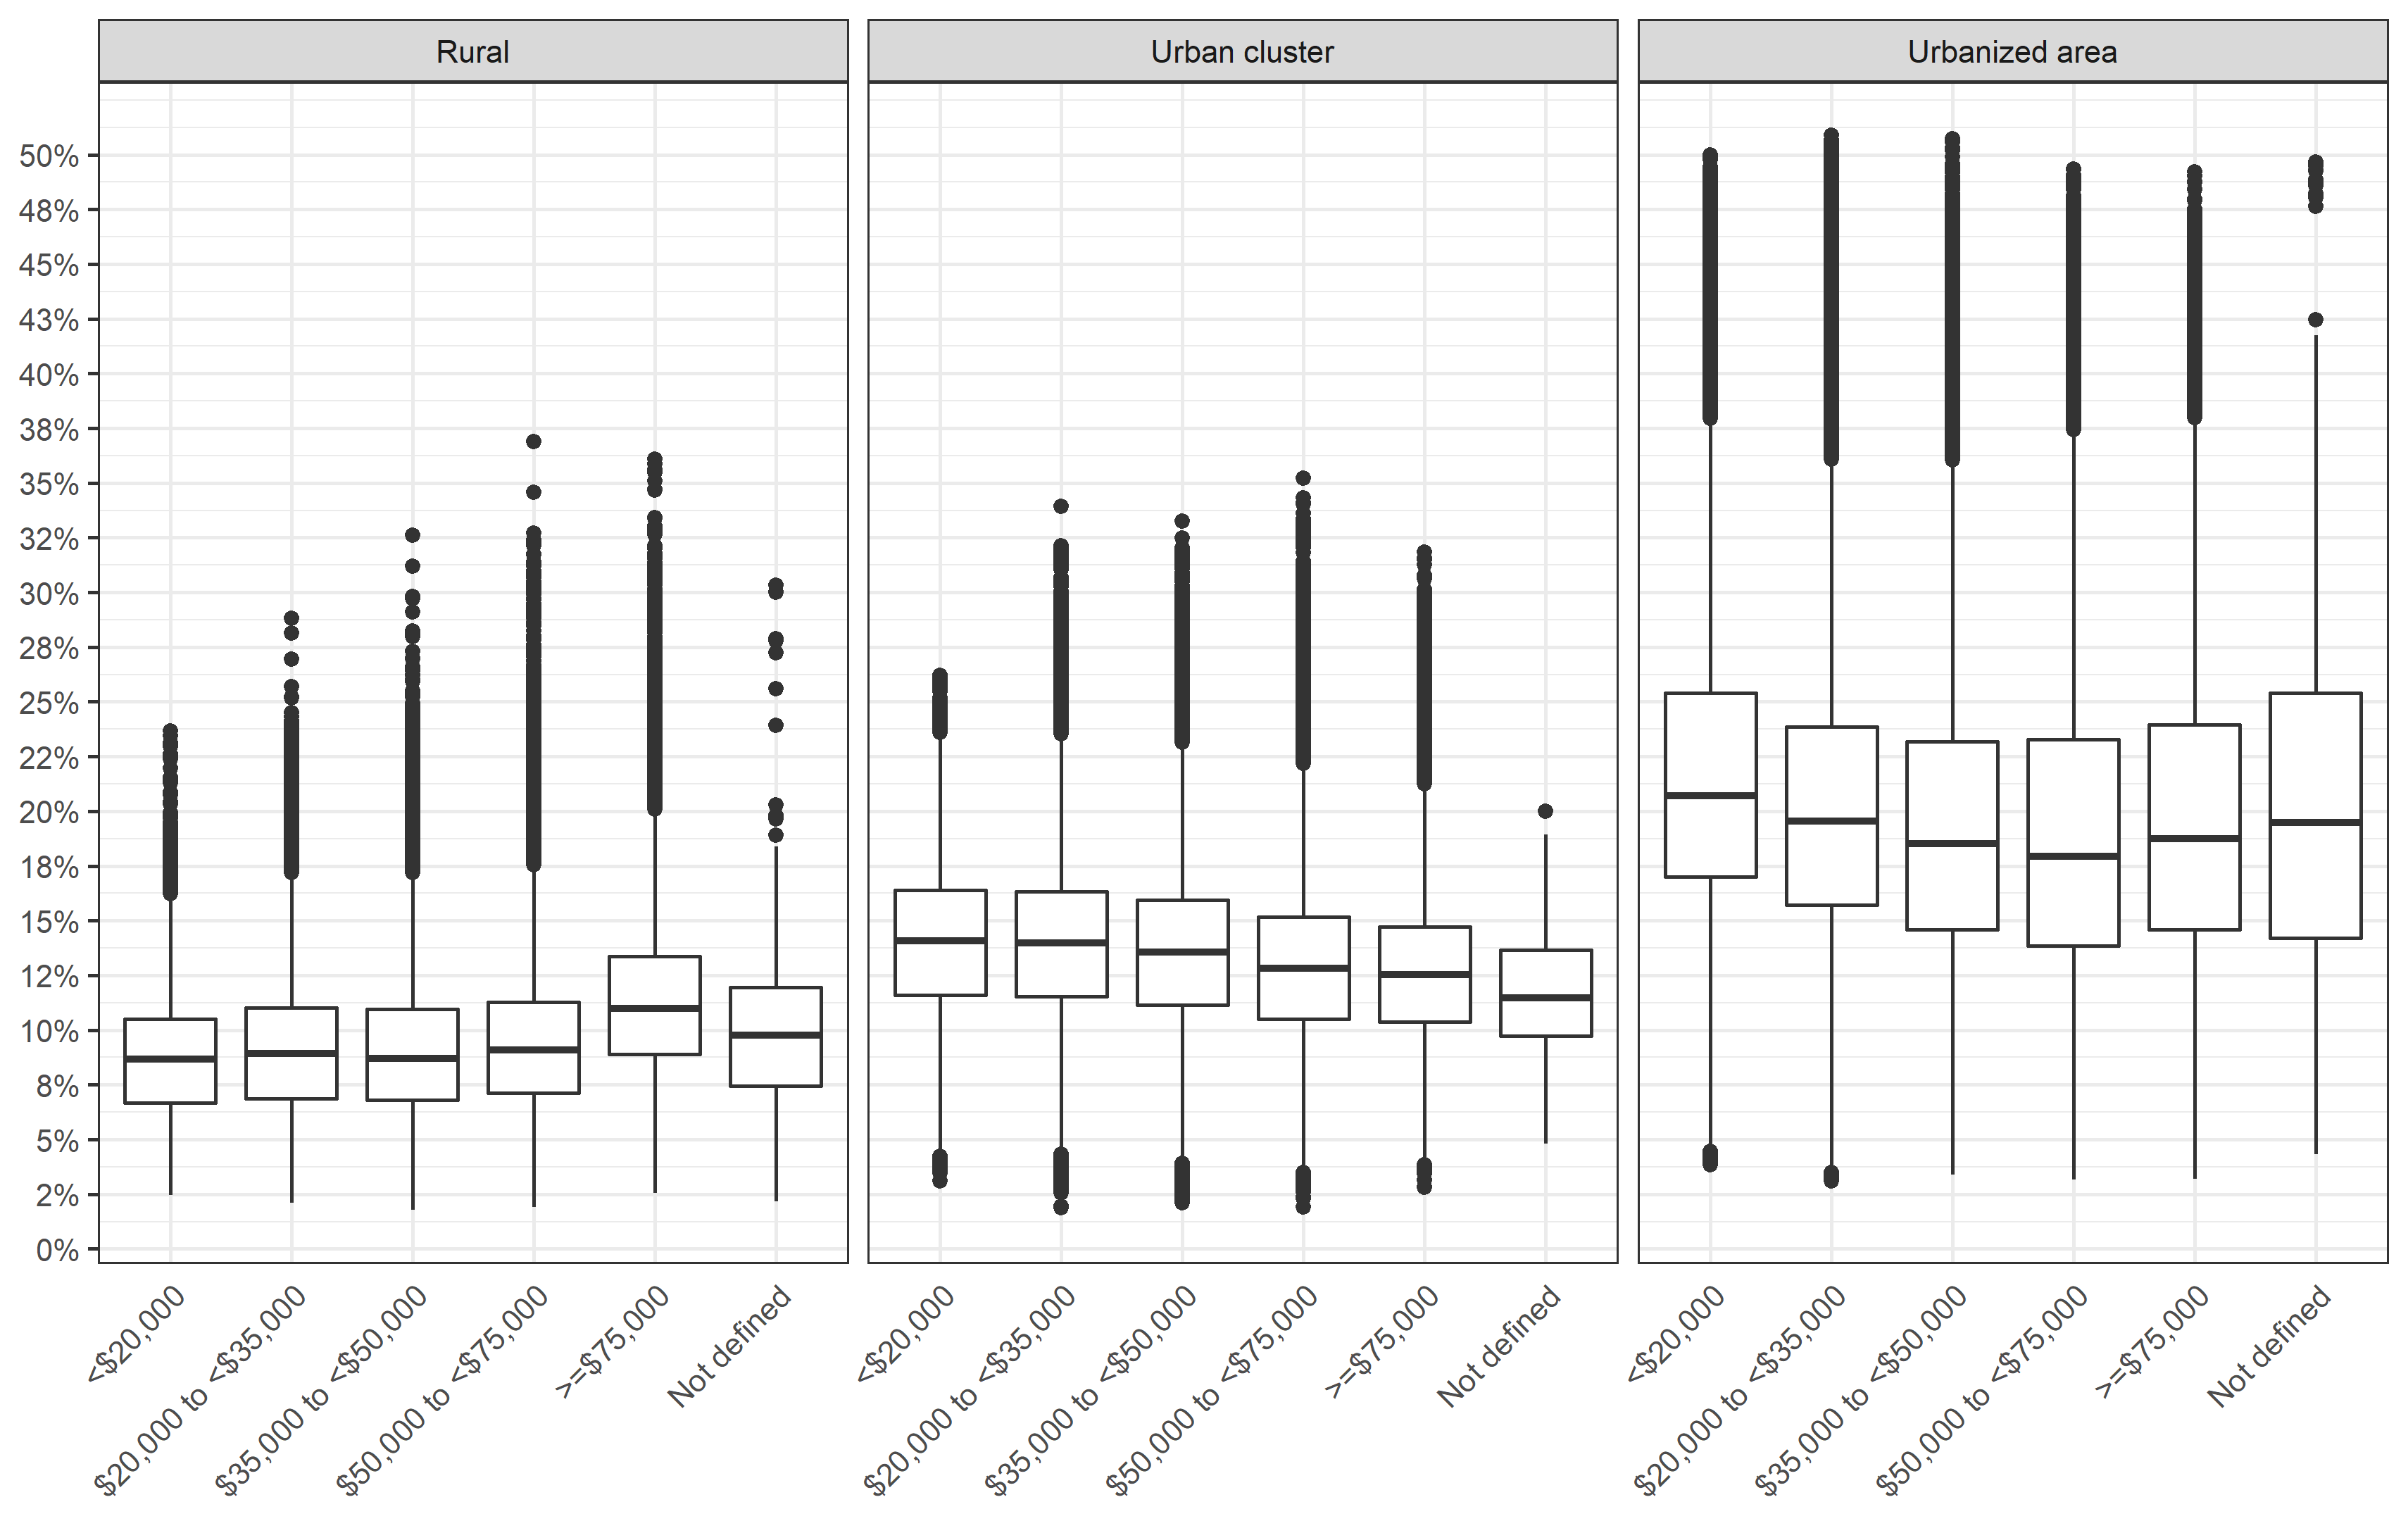 Rural
Urban cluster
Urbanized area
50%
48%
45%
43%
40%
38%
35%
32%
30%
28%
25%
22%
20%
18%
15%
12%
10%
8%
5%
2%
0%
<$20,000
$20,000 to <$35,000
$35,000 to <$50,000
$50,000 to <$75,000
>=$75,000
Not defined
<$20,000
$20,000 to <$35,000
$35,000 to <$50,000
$50,000 to <$75,000
>=$75,000
Not defined
<$20,000
$20,000 to <$35,000
$35,000 to <$50,000
$50,000 to <$75,000
>=$75,000
Not defined